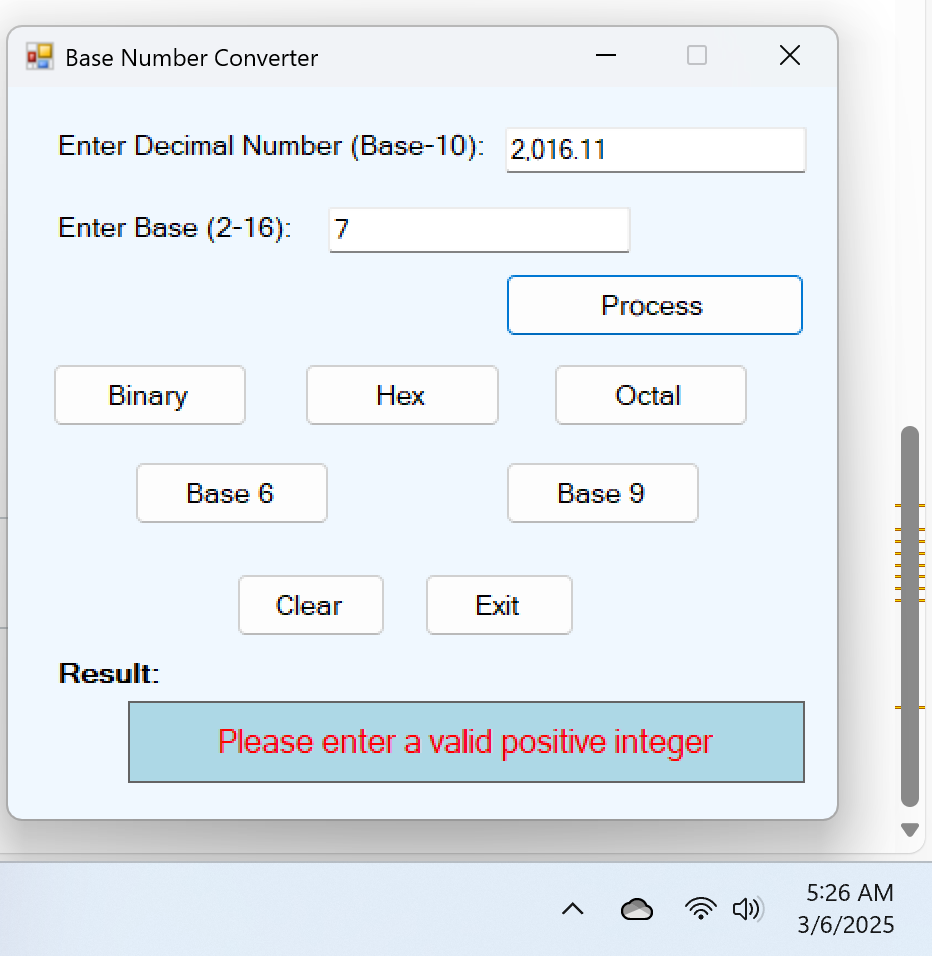 Base Number Converter
Enter Decimal Number (Base-10): 2,016.11
Enter Base (2-16): 7
Process
Binary Hex Octal
Base 6 Base 9
Clear Exit
Result:
Please enter a valid positive integer
5:26 AM
3/6/2025